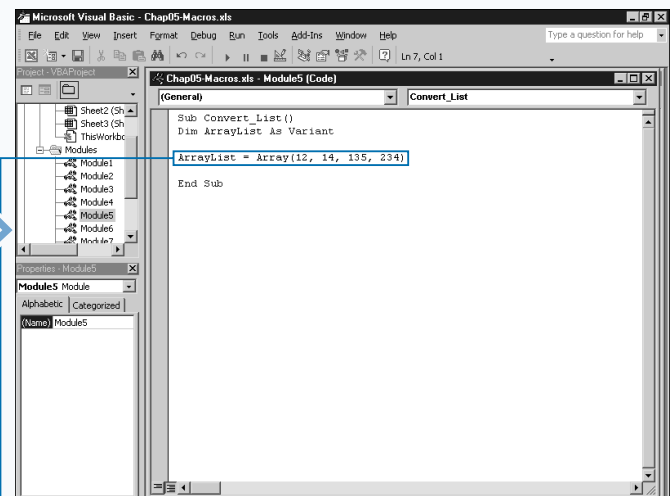 Microsoft Visual Basic - Chap05-Macros.xls
File Edit View Insert Format Debug Run Tools Add-Ins Window Help
Type a question for help
Ln 7, Col 1
Project - VBAProject
Sheet2 (Sh
Sheet3 (Sh
ThisWorkbo
Modules
Module1
Module2
Module3
Module4
Module5
Module6
Module7
Properties - Module5
Module5 Module
Alphabetic Categorized
(Name) Module5
Chap05-Macros.xls - Module5 (Code)
(General) Convert_List
Sub Convert_List()
Dim ArrayList As Variant
ArrayList = Array(12, 14, 135, 234)
End Sub